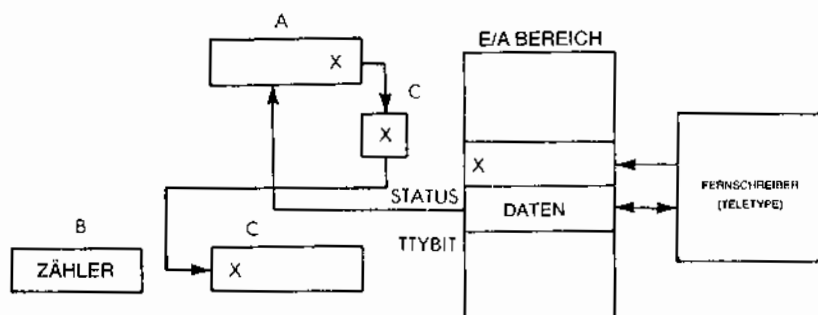 A
E/A BEREICH
X
C
X
X
FERNSCHREIBER
(TELETYPE)
STATUS
DATEN
B
C
TTYBIT
ZÄHLER
X